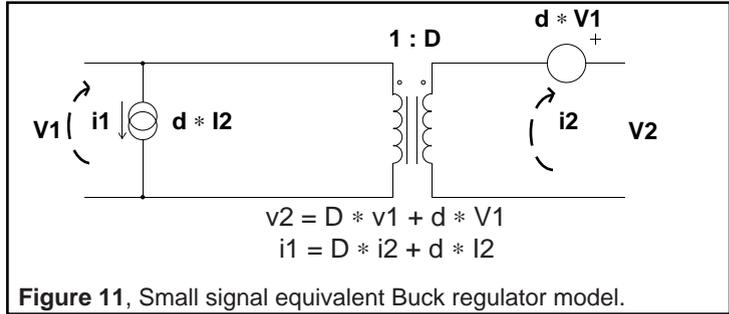 d * V1
+
1 : D
V1 i1 d * I2 i2 V2
v2 = D * v1 + d * V1
i1 = D * i2 + d * I2
Figure 11, Small signal equivalent Buck regulator model.